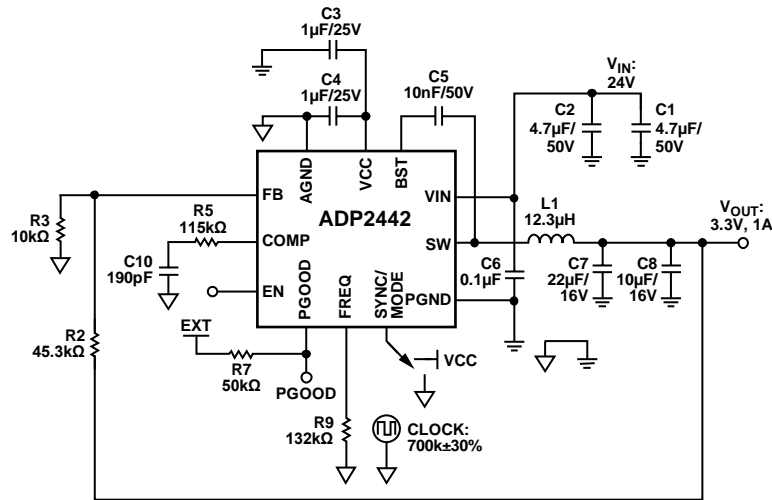 C3
1µF/25V
C4
1µF/25V
C5
10nF/50V
VIN:
24V
C2
4.7µF/
50V
C1
4.7µF/
50V
AGND
VCC
BST
FB
VIN
ADP2442
R3
10kΩ
R5
115kΩ
COMP
SW
L1
12.3µH
VOUT:
3.3V, 1A
C10
190pF
EN
PGOOD
FREQ
SYNC/
MODE
PGND
C6
0.1µF
C7
22µF/
16V
C8
10µF/
16V
R2
45.3kΩ
EXT
R7
50kΩ
PGOOD
VCC
R9
132kΩ
CLOCK:
700k±30%